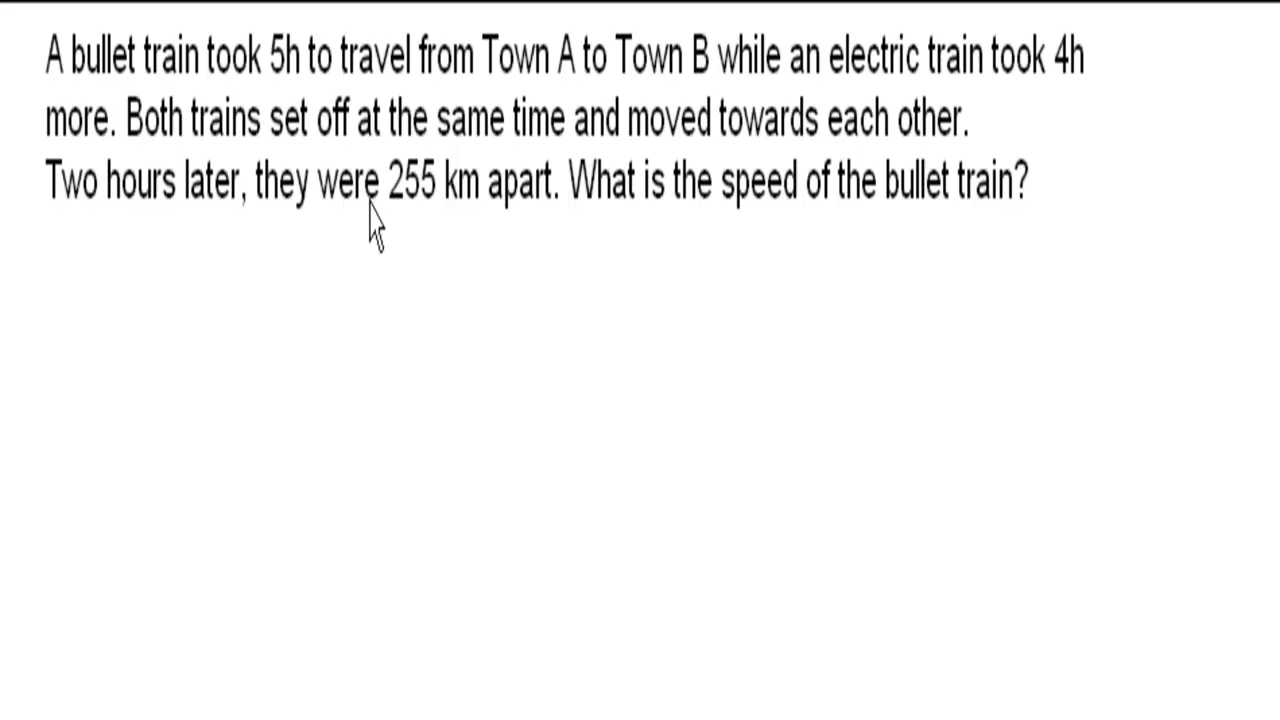 A bullet train took 5h to travel from Town A to Town B while an electric train took 4h
more. Both trains set off at the same time and moved towards each other.
Two hours later, they were 255 km apart. What is the speed of the bullet train?